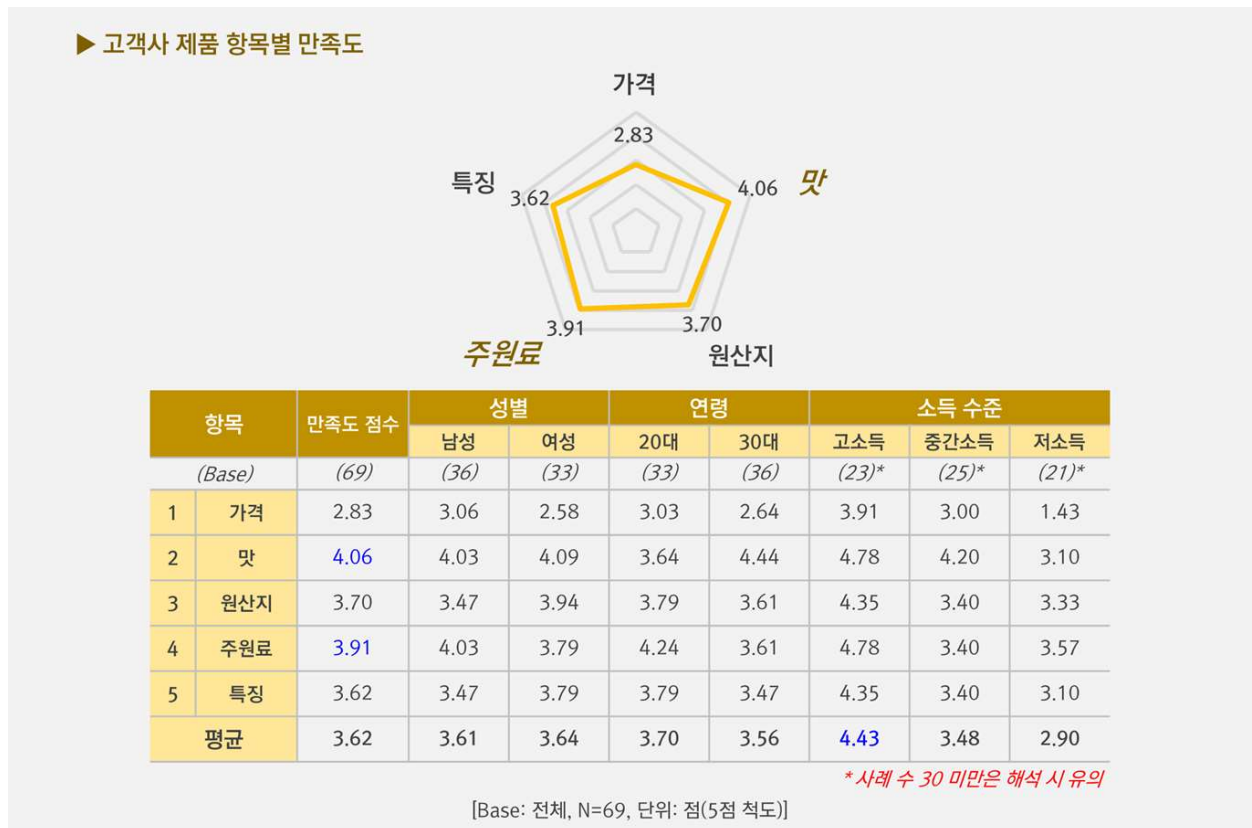 ▶ 고객사 제품 항목별 만족도
가격
2.83
특징
3.62
4.06
맛
3.91
3.70
주원료
원산지
항목 만족도 점수 성별 연령 소득 수준
남성 여성 20대 30대 고소득 중간소득 저소득
(Base) (69) (36) (33) (33) (36) (23)* (25)* (21)*
1 가격 2.83 3.06 2.58 3.03 2.64 3.91 3.00 1.43
2 맛 4.06 4.03 4.09 3.64 4.44 4.78 4.20 3.10
3 원산지 3.70 3.47 3.94 3.79 3.61 4.35 3.40 3.33
4 주원료 3.91 4.03 3.79 4.24 3.61 4.78 3.40 3.57
5 특징 3.62 3.47 3.79 3.79 3.47 4.35 3.40 3.10
평균 3.62 3.61 3.64 3.70 3.56 4.43 3.48 2.90
* 사례 수 30 미만은 해석 시 유의
[Base: 전체, N=69, 단위: 점(5점 척도)]